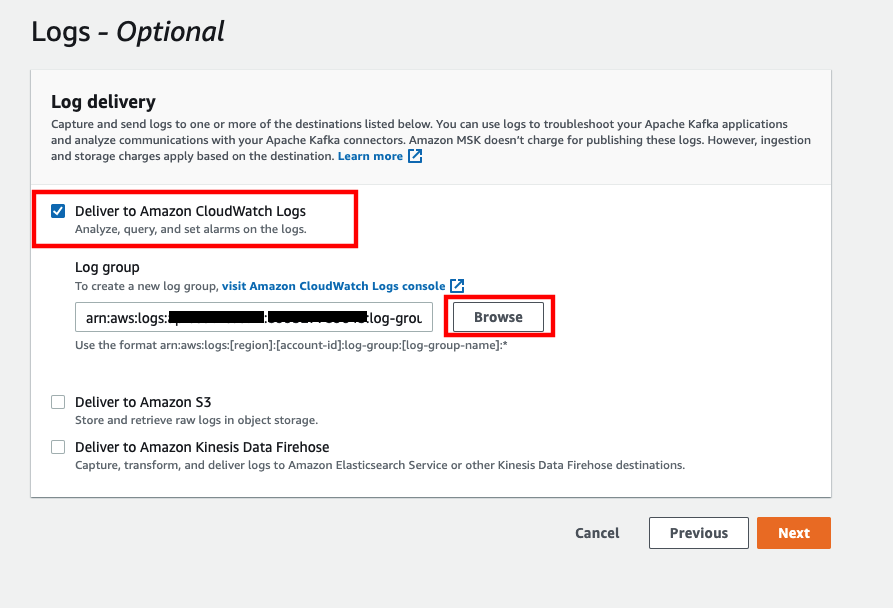 Logs - Optional
Log delivery
Capture and send logs to one or more of the destinations listed below. You can use logs to troubleshoot your Apache Kafka applications
and analyze communications with your Apache Kafka connectors. Amazon MSK doesn't charge for publishing these logs. However, ingestion
and storage charges apply based on the destination. Learn more
Deliver to Amazon CloudWatch Logs
Analyze, query, and set alarms on the logs.
Log group
To create a new log group, visit Amazon CloudWatch Logs console
arn:aws:logs: : :log-grou
Browse
Use the format arn:aws:logs:[region]:[account-id]:log-group:[log-group-name]:*
Deliver to Amazon S3
Store and retrieve raw logs in object storage.
Deliver to Amazon Kinesis Data Firehose
Capture, transform, and deliver logs to Amazon Elasticsearch Service or other Kinesis Data Firehose destinations.
Cancel Previous Next